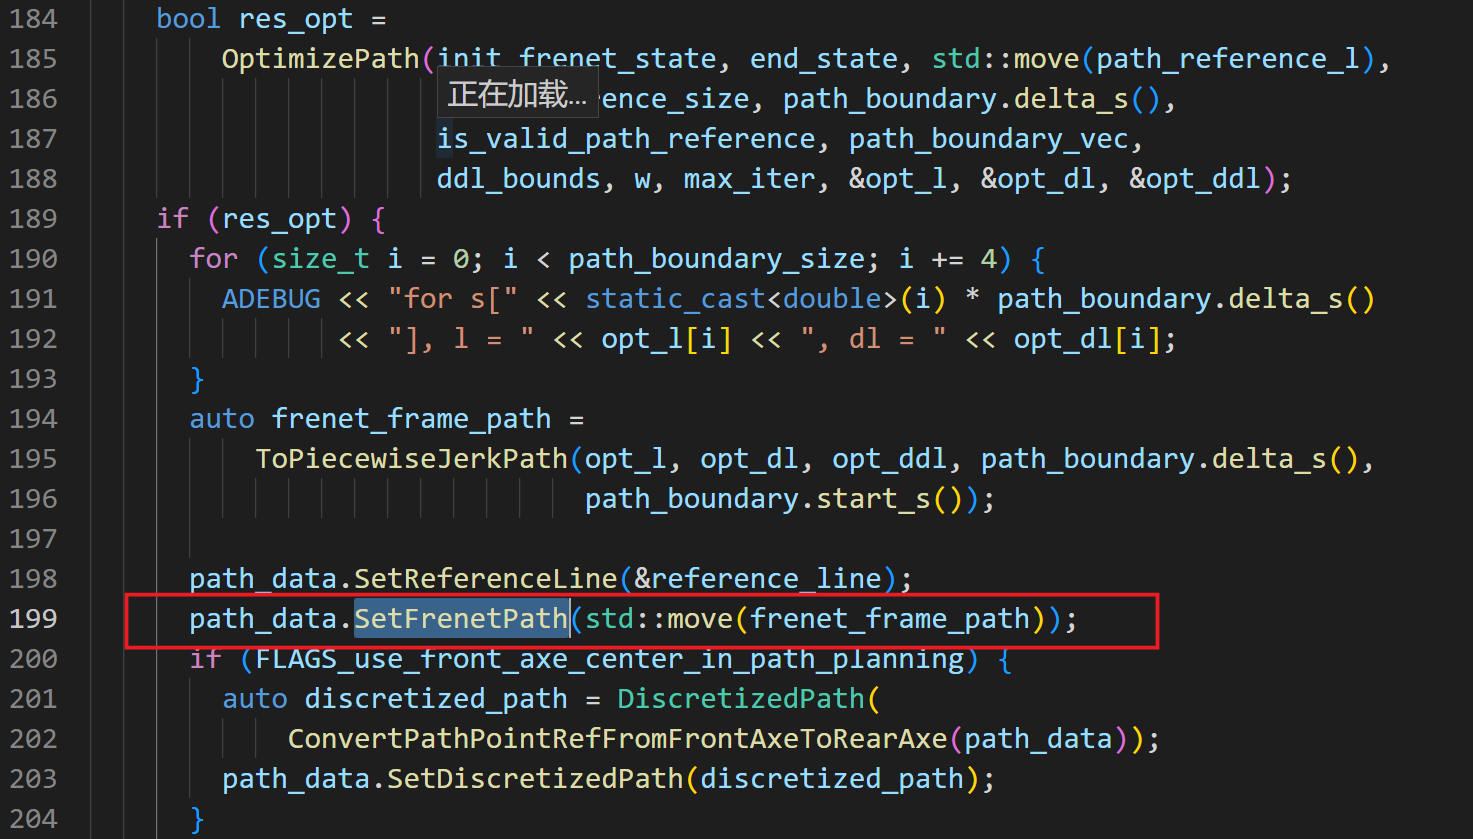 184 bool res_opt =
185 OptimizePath(init_frenet_state, end_state, std::move(path_reference_l),
正在加载...
186 ence_size, path_boundary.delta_s(),
187 is_valid_path_reference, path_boundary_vec,
188 ddl_bounds, w, max_iter, &opt_l, &opt_dl, &opt_ddl);
189 if (res_opt) {
190 for (size_t i = 0; i < path_boundary_size; i += 4) {
191 ADEBUG << "for s[" << static_cast<double>(i) * path_boundary.delta_s()
192 << "], l = " << opt_l[i] << ", dl = " << opt_dl[i];
193 }
194 auto frenet_frame_path =
195 ToPiecewiseJerkPath(opt_l, opt_dl, opt_ddl, path_boundary.delta_s(),
196 path_boundary.start_s());
197
198 path_data.SetReferenceLine(&reference_line);
199 path_data.SetFrenetPath(std::move(frenet_frame_path));
200 if (FLAGS_use_front_axe_center_in_path_planning) {
201 auto discretized_path = DiscretizedPath(
202 ConvertPathPointRefFromFrontAxeToRearAxe(path_data));
203 path_data.SetDiscretizedPath(discretized_path);
204 }